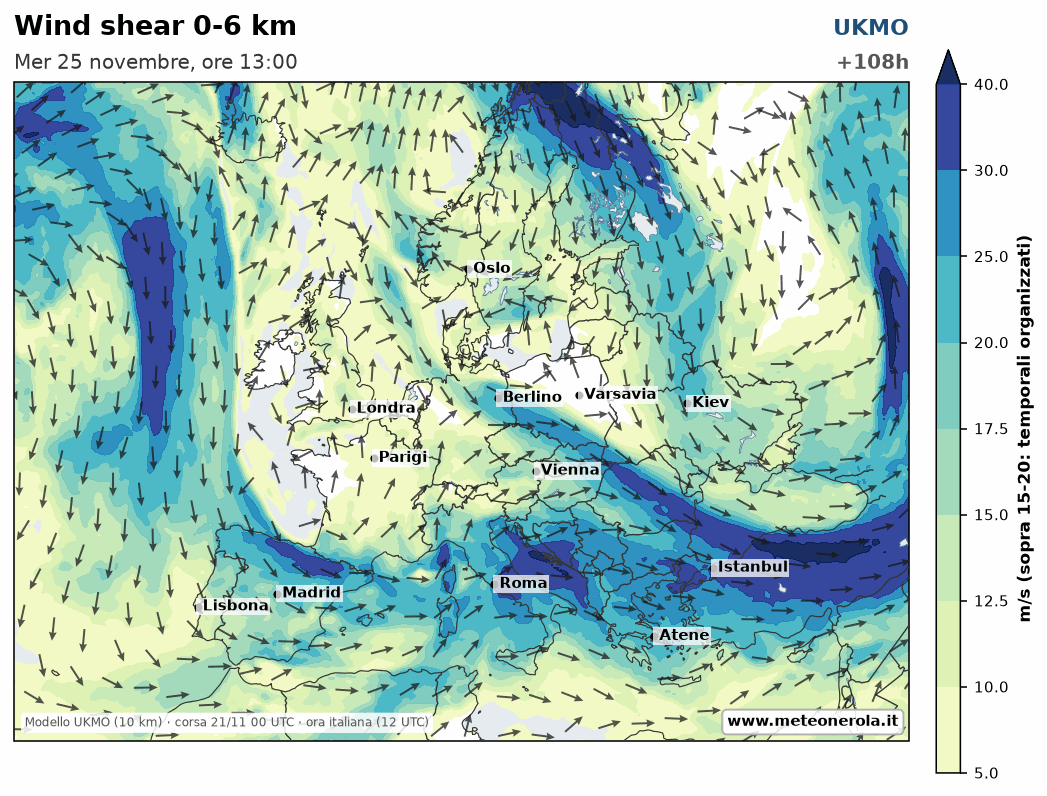 Wind shear 0-6 km
UKMO
Mer 25 novembre, ore 13:00
+108h
40.0
30.0
25.0
20.0
17.5
15.0
12.5
10.0
5.0
m/s (sopra 15-20: temporali organizzati)
Oslo
Berlino
Varsavia
Kiev
Londra
Parigi
Vienna
Istanbul
Roma
Madrid
Lisbona
Atene
Modello UKMO (10 km) · corsa 21/11 00 UTC · ora italiana (12 UTC)
www.meteonerola.it